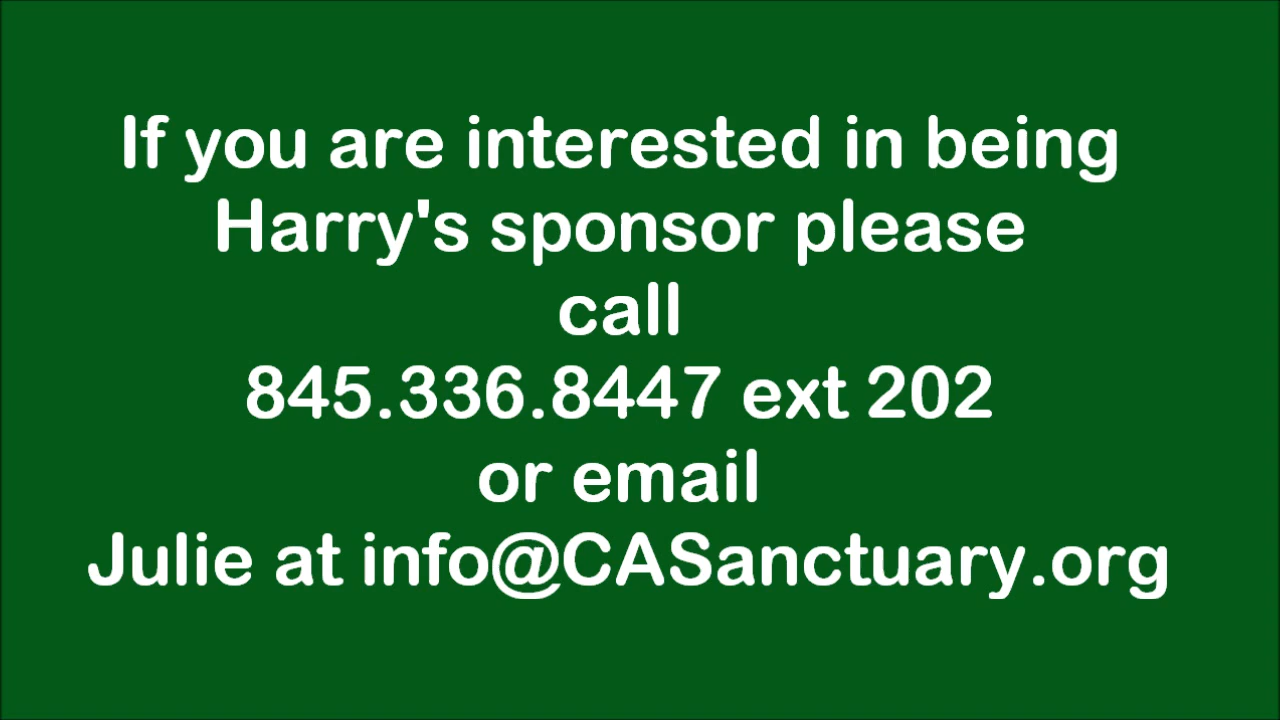 If you are interested in being
Harry's sponsor please
call
845.336.8447 ext 202
or email
Julie at info@CASanctuary.org